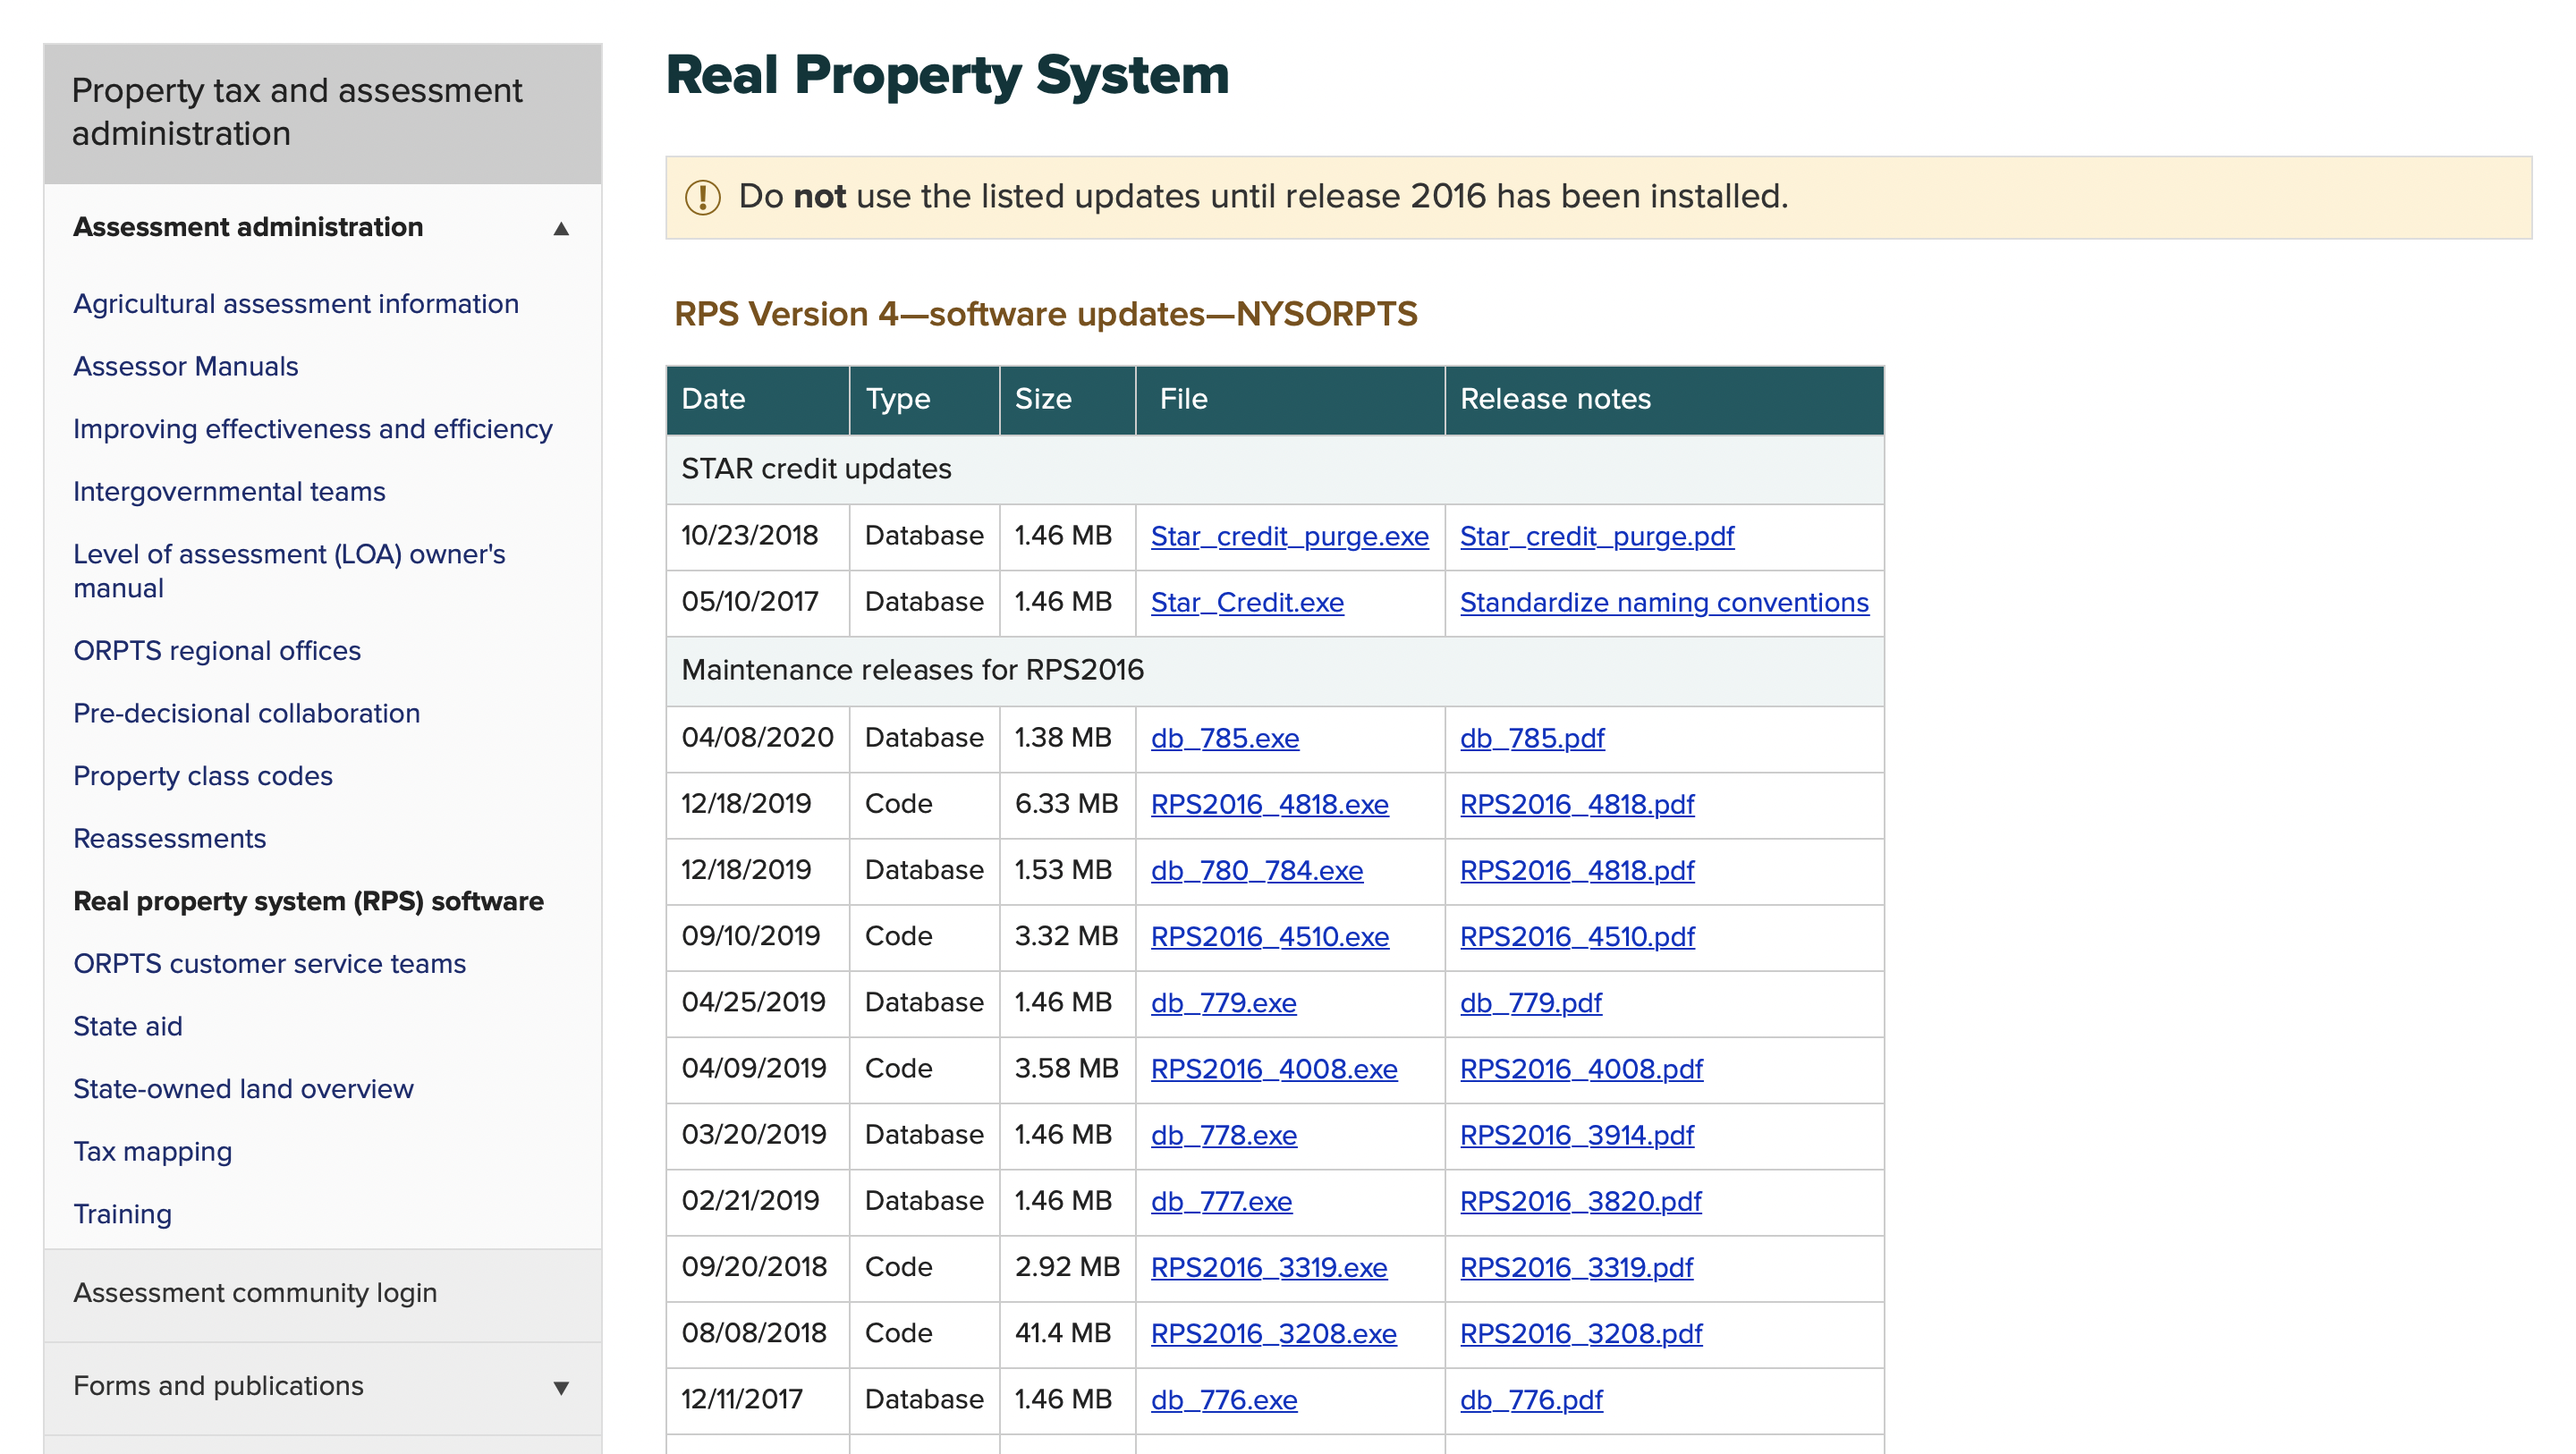 Property tax and assessment
administration
Assessment administration ▲
Agricultural assessment information
Assessor Manuals
Improving effectiveness and efficiency
Intergovernmental teams
Level of assessment (LOA) owner's
manual
ORPTS regional offices
Pre-decisional collaboration
Property class codes
Reassessments
Real property system (RPS) software
ORPTS customer service teams
State aid
State-owned land overview
Tax mapping
Training
Assessment community login
Forms and publications ▼
Real Property System
Do not use the listed updates until release 2016 has been installed.
RPS Version 4—software updates—NYSORPTS
Date Type Size File Release notes
STAR credit updates
10/23/2018 Database 1.46 MB Star_credit_purge.exe Star_credit_purge.pdf
05/10/2017 Database 1.46 MB Star_Credit.exe Standardize naming conventions
Maintenance releases for RPS2016
04/08/2020 Database 1.38 MB db_785.exe db_785.pdf
12/18/2019 Code 6.33 MB RPS2016_4818.exe RPS2016_4818.pdf
12/18/2019 Database 1.53 MB db_780_784.exe RPS2016_4818.pdf
09/10/2019 Code 3.32 MB RPS2016_4510.exe RPS2016_4510.pdf
04/25/2019 Database 1.46 MB db_779.exe db_779.pdf
04/09/2019 Code 3.58 MB RPS2016_4008.exe RPS2016_4008.pdf
03/20/2019 Database 1.46 MB db_778.exe RPS2016_3914.pdf
02/21/2019 Database 1.46 MB db_777.exe RPS2016_3820.pdf
09/20/2018 Code 2.92 MB RPS2016_3319.exe RPS2016_3319.pdf
08/08/2018 Code 41.4 MB RPS2016_3208.exe RPS2016_3208.pdf
12/11/2017 Database 1.46 MB db_776.exe db_776.pdf